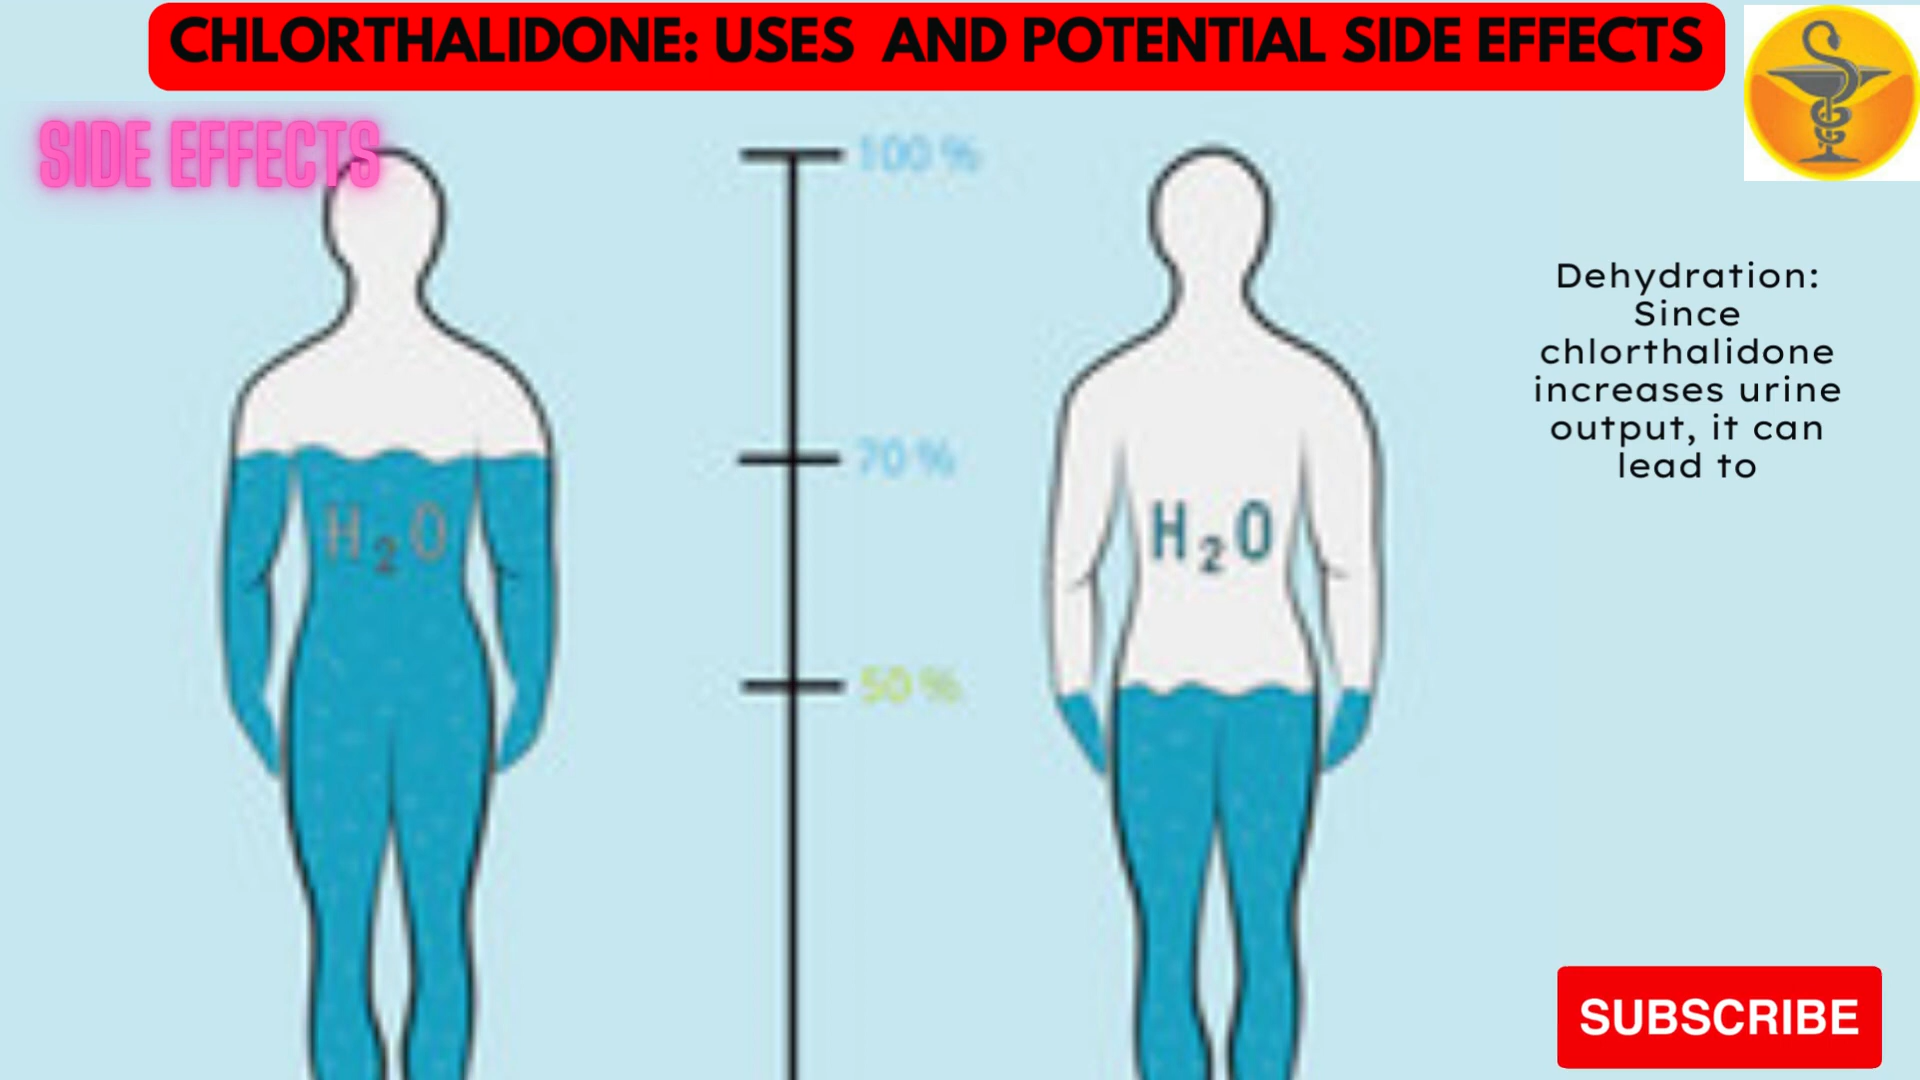 CHLORTHALIDONE: USES AND POTENTIAL SIDE EFFECTS
SIDE EFFECTS
100 %
70 %
50 %
H2O
H2O
Dehydration:
Since
chlorthalidone
increases urine
output, it can
lead to
SUBSCRIBE